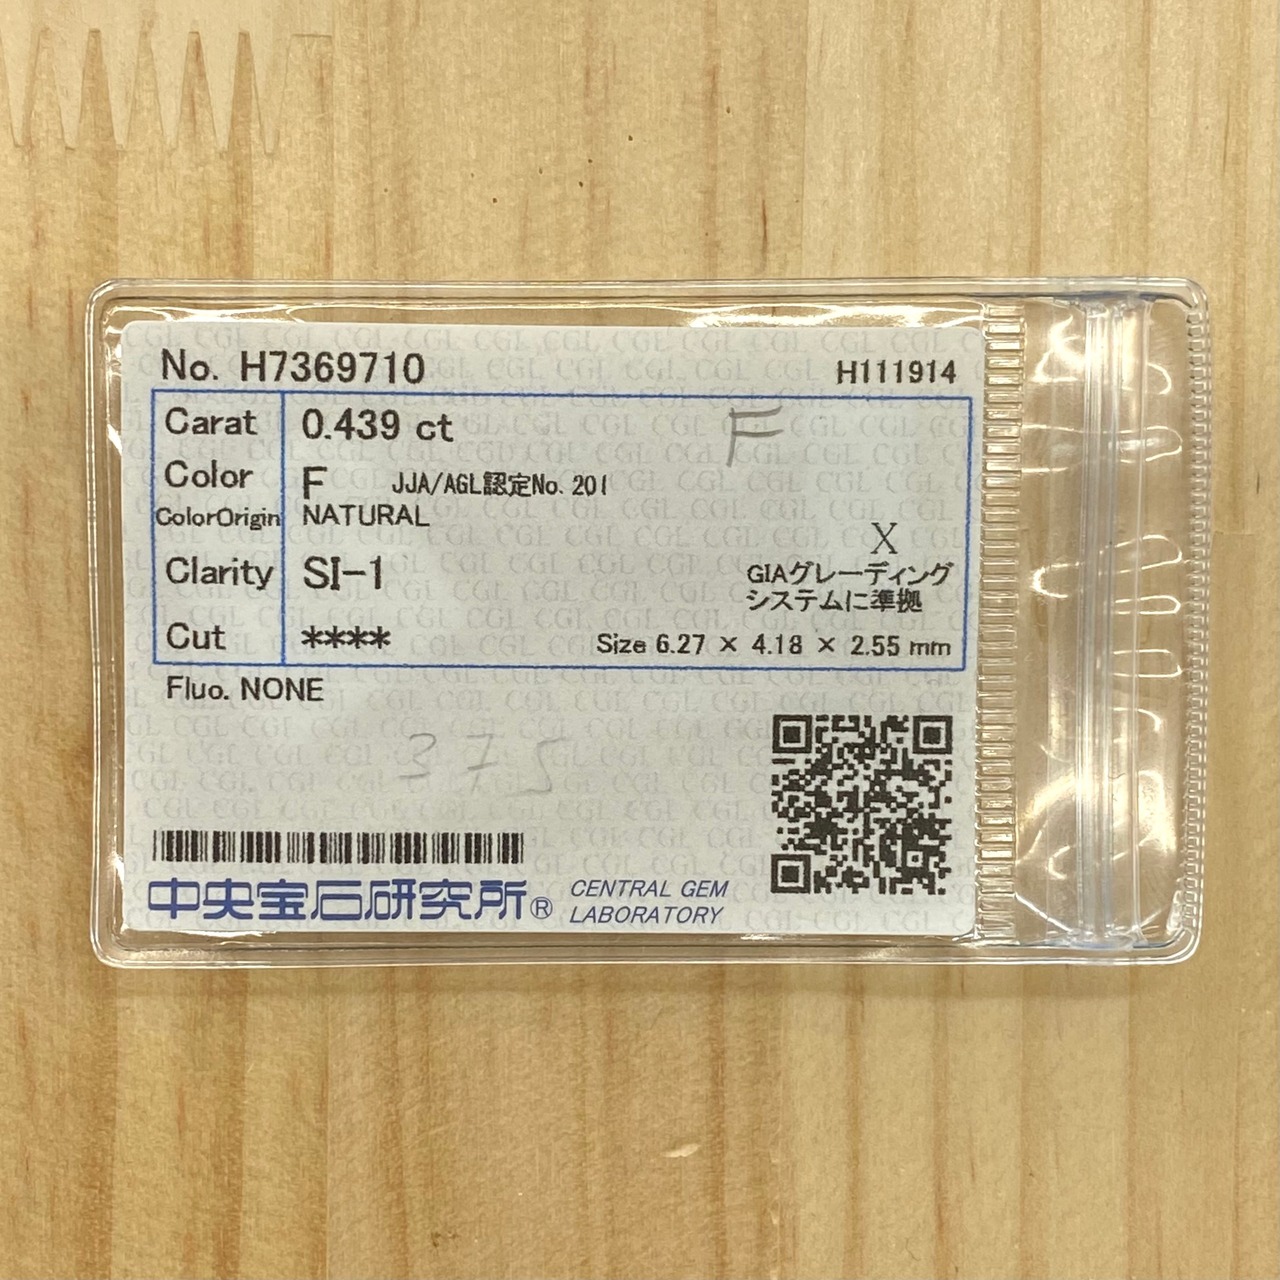 No. H7369710
H111914
Carat 0.439 ct
F
Color F JJA/AGL認定No. 201
ColorOrigin NATURAL
X
Clarity SI-1
GIAグレーディング
システムに準拠
Cut **** Size 6.27 × 4.18 × 2.55 mm
Fluo. NONE
375
中央宝石研究所® CENTRAL GEM
LABORATORY